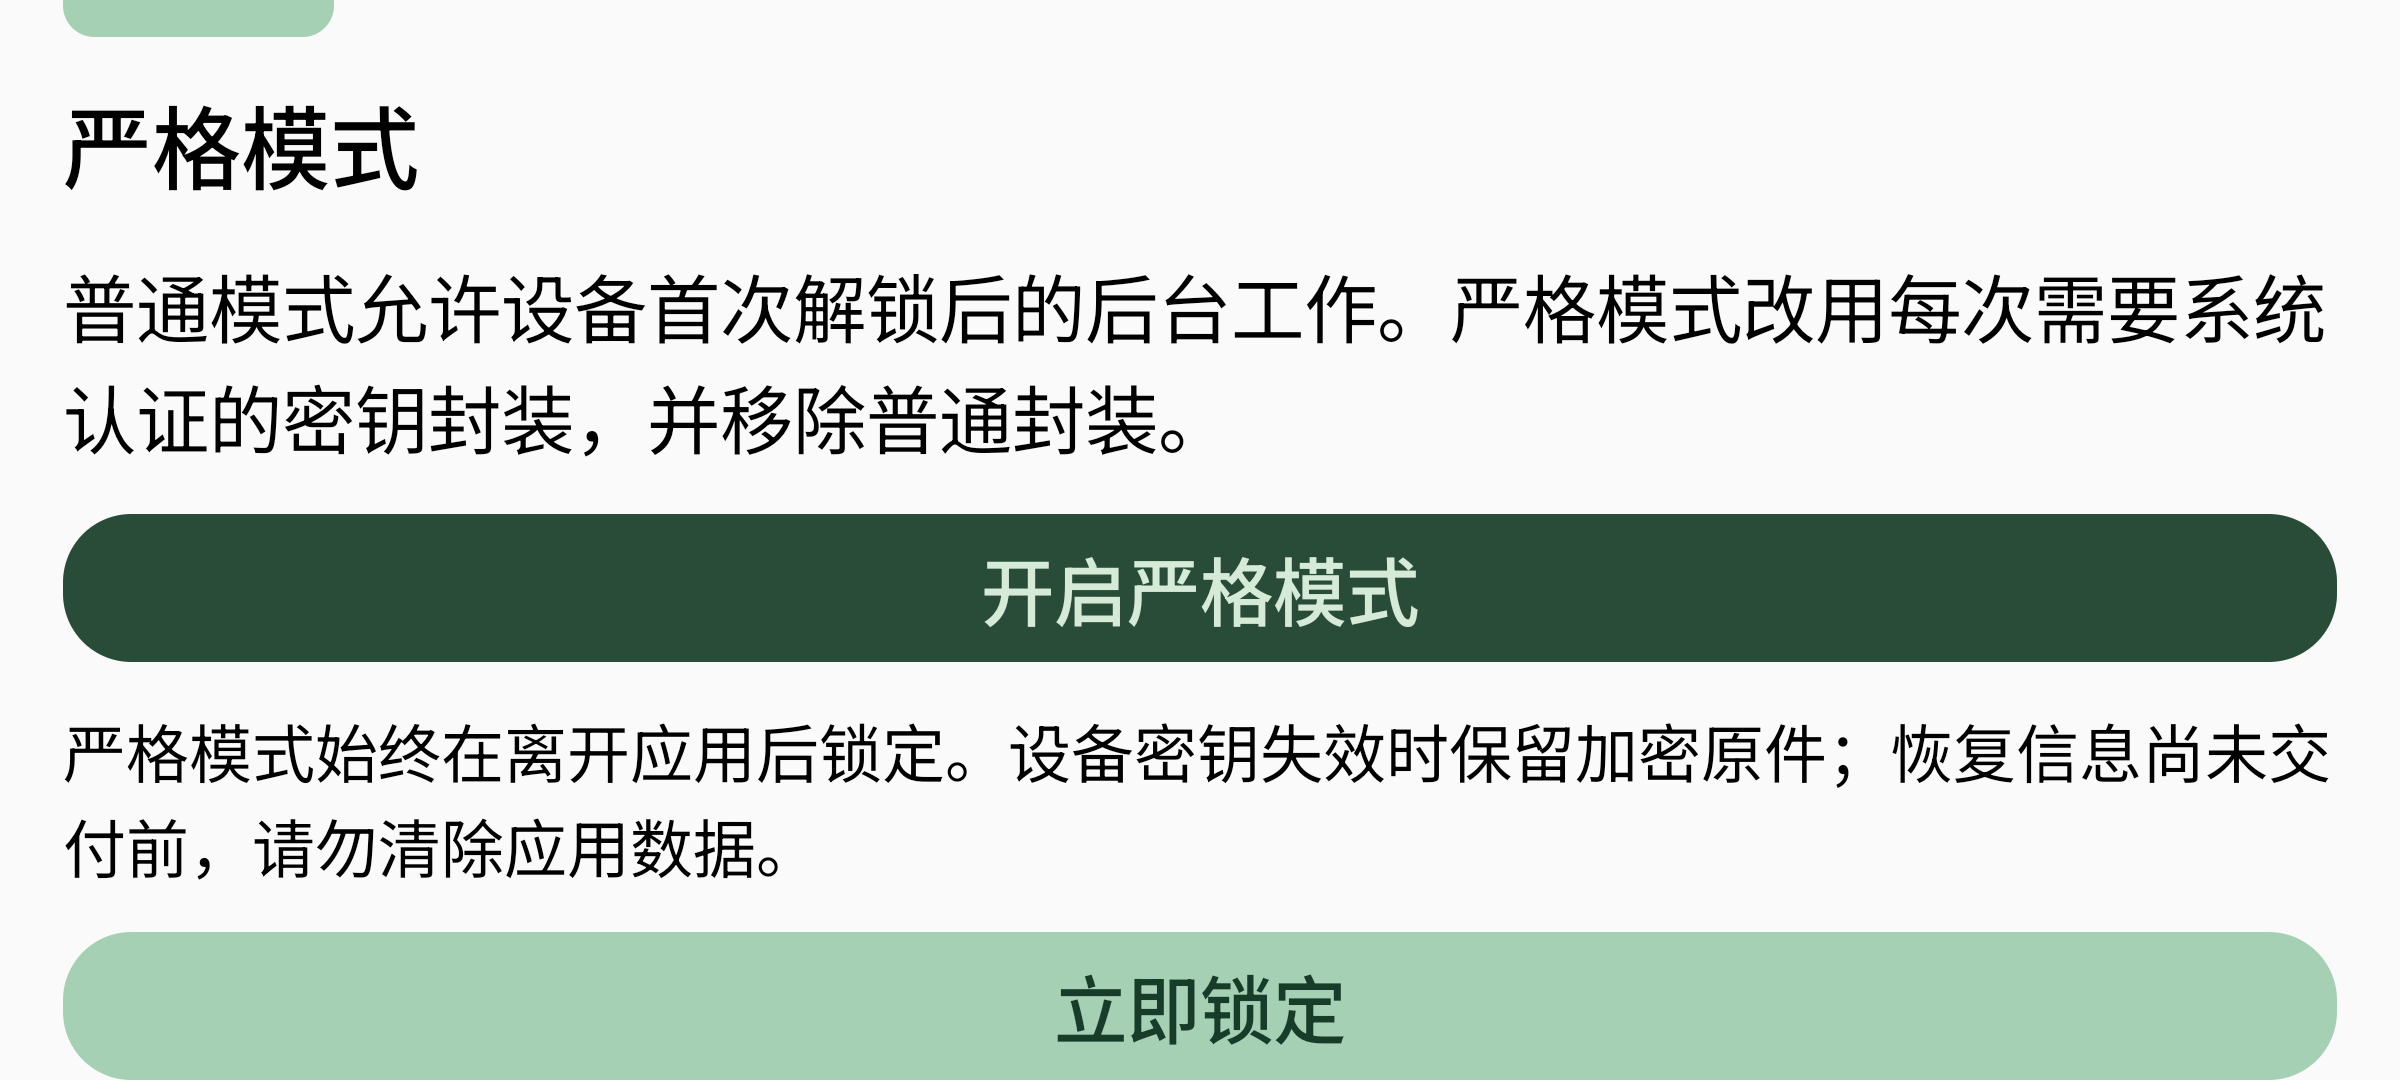 严格模式
普通模式允许设备首次解锁后的后台工作。严格模式改用每次需要系统
认证的密钥封装，并移除普通封装。
开启严格模式
严格模式始终在离开应用后锁定。设备密钥失效时保留加密原件；恢复信息尚未交
付前，请勿清除应用数据。
立即锁定